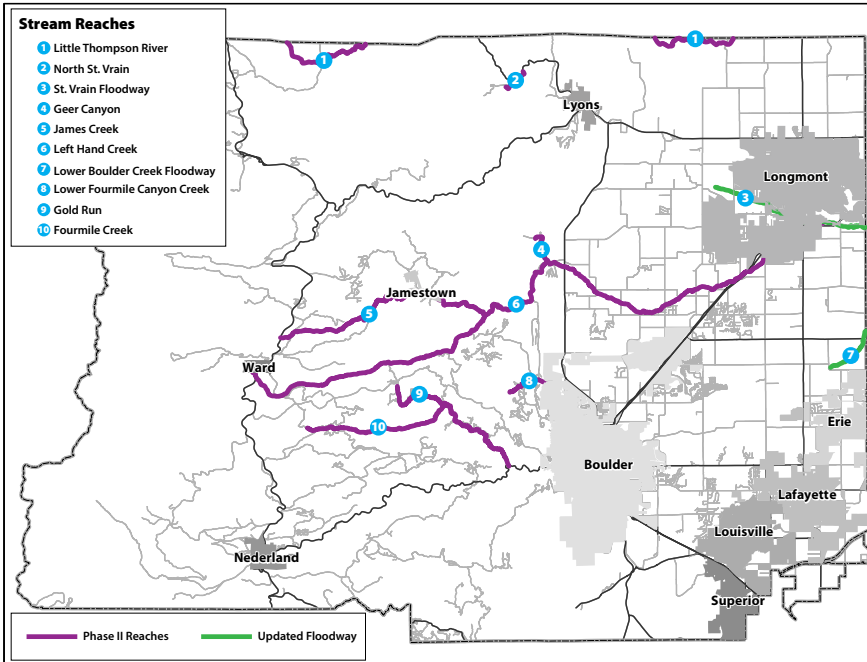 Stream Reaches
1 Little Thompson River
2 North St. Vrain
3 St. Vrain Floodway
4 Geer Canyon
5 James Creek
6 Left Hand Creek
7 Lower Boulder Creek Floodway
8 Lower Fourmile Canyon Creek
9 Gold Run
10 Fourmile Creek
1
1
2
Lyons
Longmont
3
4
Jamestown
6
5
7
Ward
8
9
Erie
10
Boulder
Lafayette
Louisville
Nederland
Superior
Phase II Reaches
Updated Floodway